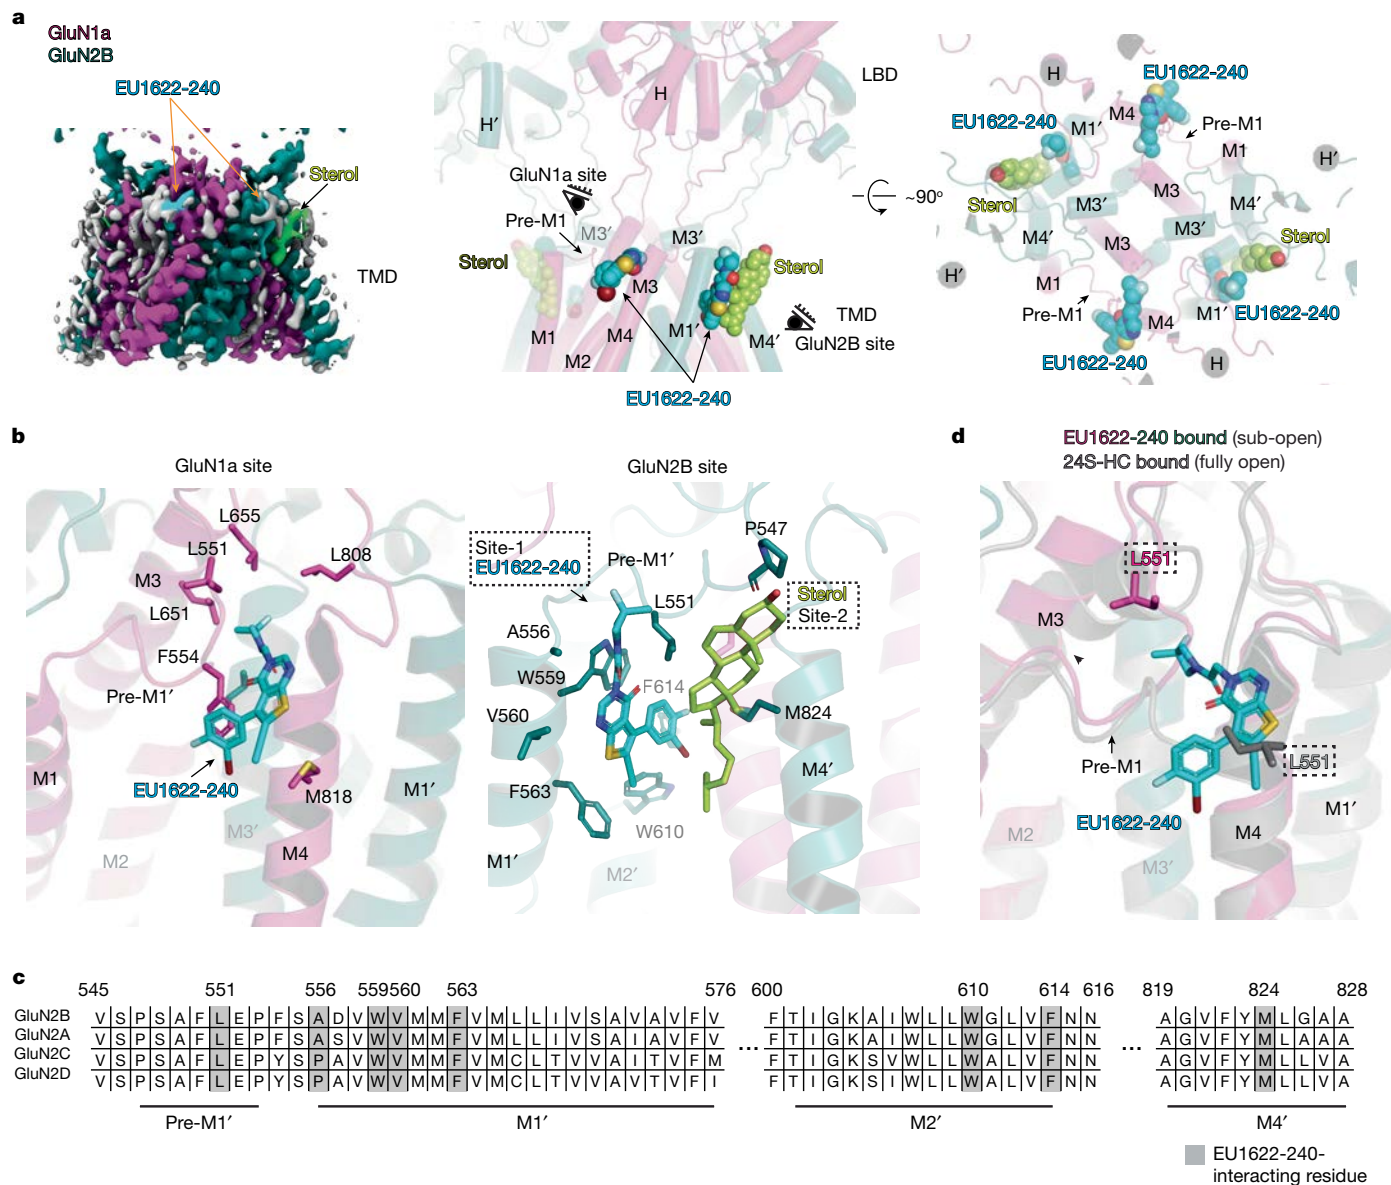 a
GluN1a
GluN2B
EU1622-240
Sterol
TMD
LBD
H
H′
GluN1a site
Pre-M1
M3′
M3′
Sterol
M3
Sterol
TMD
M1
M4
M1′
M4′
GluN2B site
M2
EU1622-240
~90°
H
EU1622-240
EU1622-240
M1′
M4
Pre-M1
M1
H′
M3
Sterol
M3′
M4′
M3′
M4′
M3
Sterol
H′
M1
Pre-M1
M4
M1′
EU1622-240
EU1622-240
H
b
GluN1a site
L655
L551
M3
L808
L651
F554
Pre-M1′
M1
EU1622-240
M818
M1′
M3′
M2
M4
GluN2B site
P547
Site-1
EU1622-240
Pre-M1′
Sterol
Site-2
L551
A556
W559
F614
V560
M824
F563
M4′
W610
M1′
M2′
d
EU1622-240 bound (sub-open)
24S-HC bound (fully open)
L551
M3
Pre-M1
L551
EU1622-240
M1′
M2
M4
M3′
c
545 551 556 559 560 563 576 600 610 614 616 819 824 828
GluN2B V S P S A F L E P F S A D V W V M M F V M L L I V S A V A V F V ... F T I G K A I W L L W G L V F N N ... A G V F Y M L G A A
GluN2A V S P S A F L E P F S A S V W V M M F V M L L I V S A I A V F V F T I G K A I W L L W G L V F N N A G V F Y M L A A A
GluN2C V S P S A F L E P Y S P A V W V M M F V M C L T V V A I T V F M F T I G K S V W L L W A L V F N N A G V F Y M L L V A
GluN2D V S P S A F L E P Y S P A V W V M M F V M C L T V V A V T V F I F T I G K S I W L L W A L V F N N A G V F Y M L L V A
Pre-M1′ M1′ M2′ M4′
EU1622-240-
interacting residue